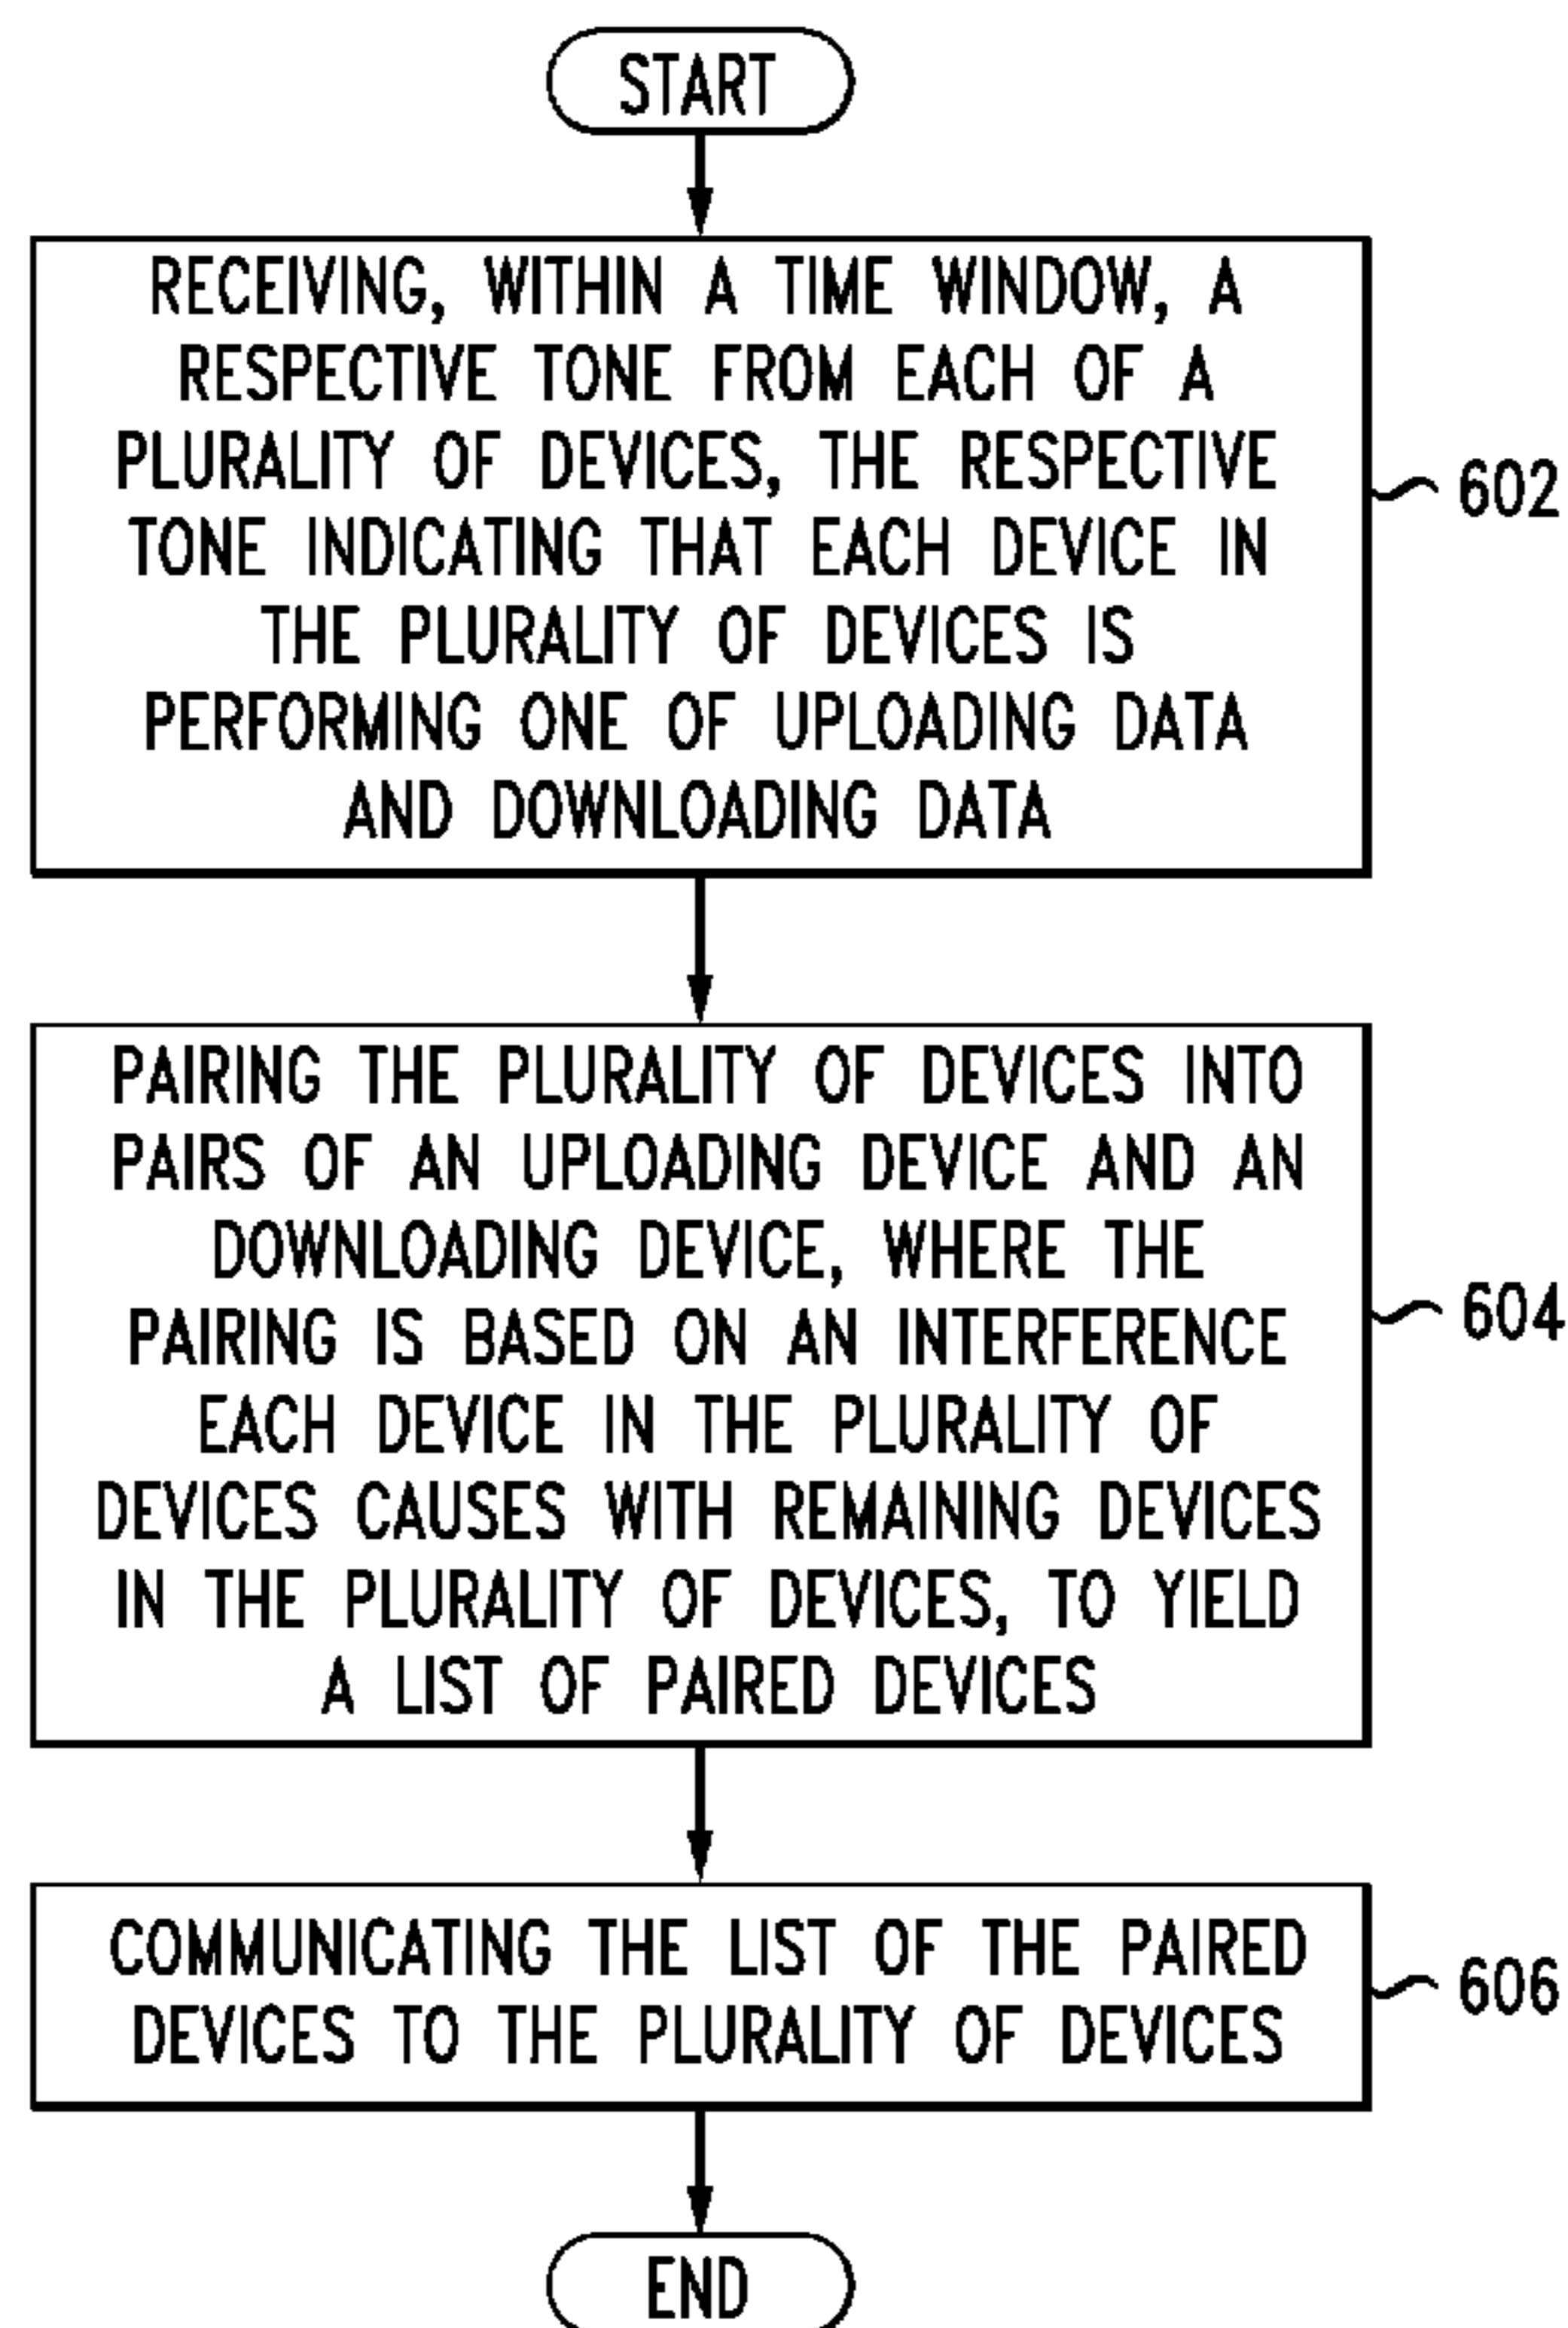 START
RECEIVING, WITHIN A TIME WINDOW, A
RESPECTIVE TONE FROM EACH OF A
PLURALITY OF DEVICES, THE RESPECTIVE
TONE INDICATING THAT EACH DEVICE IN
THE PLURALITY OF DEVICES IS
PERFORMING ONE OF UPLOADING DATA
AND DOWNLOADING DATA
602
PAIRING THE PLURALITY OF DEVICES INTO
PAIRS OF AN UPLOADING DEVICE AND AN
DOWNLOADING DEVICE, WHERE THE
PAIRING IS BASED ON AN INTERFERENCE
EACH DEVICE IN THE PLURALITY OF
DEVICES CAUSES WITH REMAINING DEVICES
IN THE PLURALITY OF DEVICES, TO YIELD
A LIST OF PAIRED DEVICES
604
COMMUNICATING THE LIST OF THE PAIRED
DEVICES TO THE PLURALITY OF DEVICES
606
END